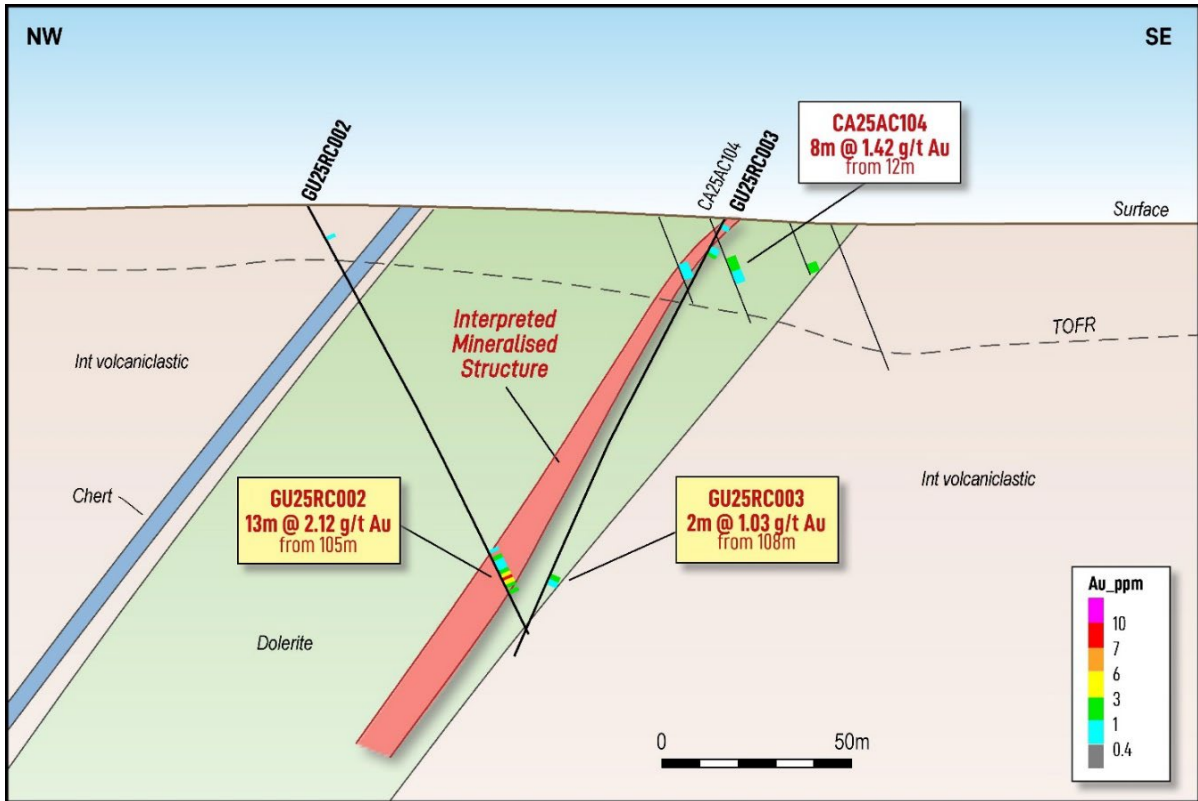 NW
SE
GU25RC002
CA25AC104
GU25RC003
CA25AC104
8m @ 1.42 g/t Au
from 12m
Surface
TOFR
Int volcaniclastic
Interpreted
Mineralised
Structure
Int volcaniclastic
Chert
GU25RC002
13m @ 2.12 g/t Au
from 105m
GU25RC003
2m @ 1.03 g/t Au
from 108m
Dolerite
0
50m
Au_ppm
10
7
6
3
1
0.4